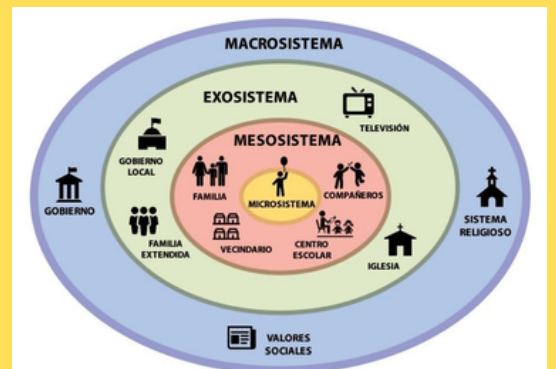 MACROSISTEMA
EXOSISTEMA
TELEVISIÓN
GOBIERNO
LOCAL
MESOSISTEMA
FAMILIA
COMPAÑEROS
MICROSISTEMA
GOBIERNO
SISTEMA
RELIGIOSO
FAMILIA
EXTENDIDA
VECINDARIO
CENTRO
ESCOLAR
IGLESIA
VALORES
SOCIALES